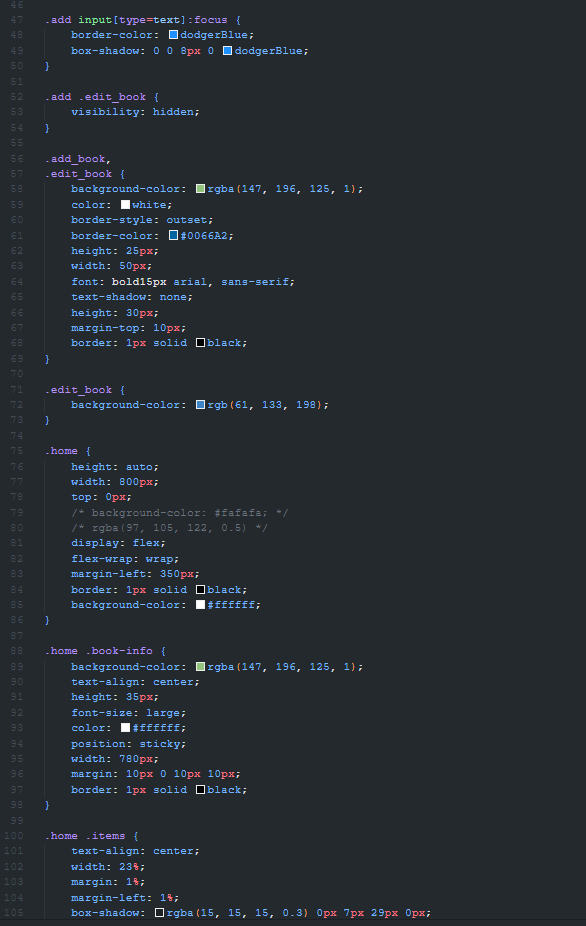 46
47 .add input[type=text]:focus {
48 border-color: dodgerBlue;
49 box-shadow: 0 0 8px 0 dodgerBlue;
50 }
51
52 .add .edit_book {
53 visibility: hidden;
54 }
55
56 .add_book,
57 .edit_book {
58 background-color: rgba(147, 196, 125, 1);
59 color: white;
60 border-style: outset;
61 border-color: #0066A2;
62 height: 25px;
63 width: 50px;
64 font: bold15px arial, sans-serif;
65 text-shadow: none;
66 height: 30px;
67 margin-top: 10px;
68 border: 1px solid black;
69 }
70
71 .edit_book {
72 background-color: rgb(61, 133, 198);
73 }
74
75 .home {
76 height: auto;
77 width: 800px;
78 top: 0px;
79 /* background-color: #fafafa; */
80 /* rgba(97, 105, 122, 0.5) */
81 display: flex;
82 flex-wrap: wrap;
83 margin-left: 350px;
84 border: 1px solid black;
85 background-color: #ffffff;
86 }
87
88 .home .book-info {
89 background-color: rgba(147, 196, 125, 1);
90 text-align: center;
91 height: 35px;
92 font-size: large;
93 color: #ffffff;
94 position: sticky;
95 width: 780px;
96 margin: 10px 0 10px 10px;
97 border: 1px solid black;
98 }
99
100 .home .items {
101 text-align: center;
102 width: 23%;
103 margin: 1%;
104 margin-left: 1%;
105 box-shadow: rgba(15, 15, 15, 0.3) 0px 7px 29px 0px;